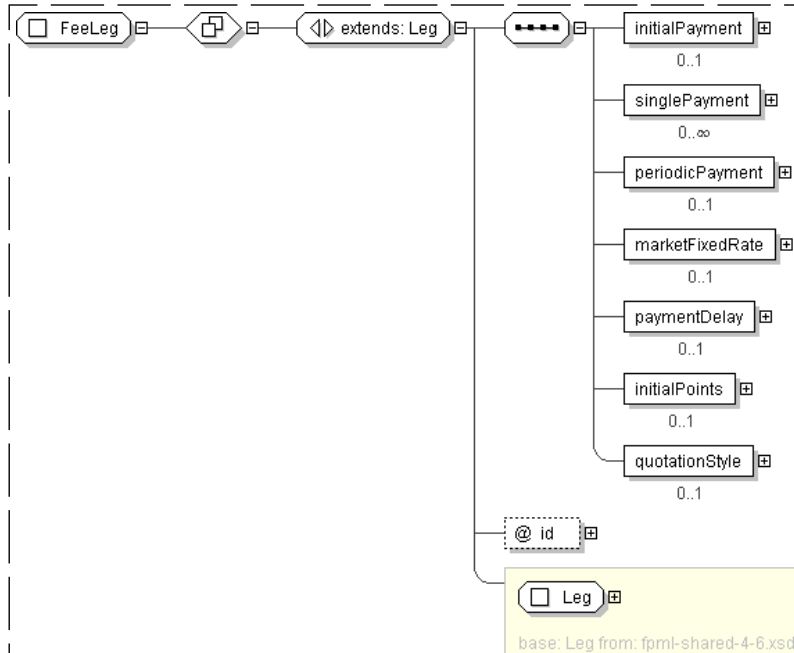 FeeLeg
extends: Leg
initialPayment
0..1
singlePayment
0..∞
periodicPayment
0..1
marketFixedRate
0..1
paymentDelay
0..1
initialPoints
0..1
quotationStyle
0..1
@ id
Leg
base: Leg from: fpml-shared-4-6.xsd